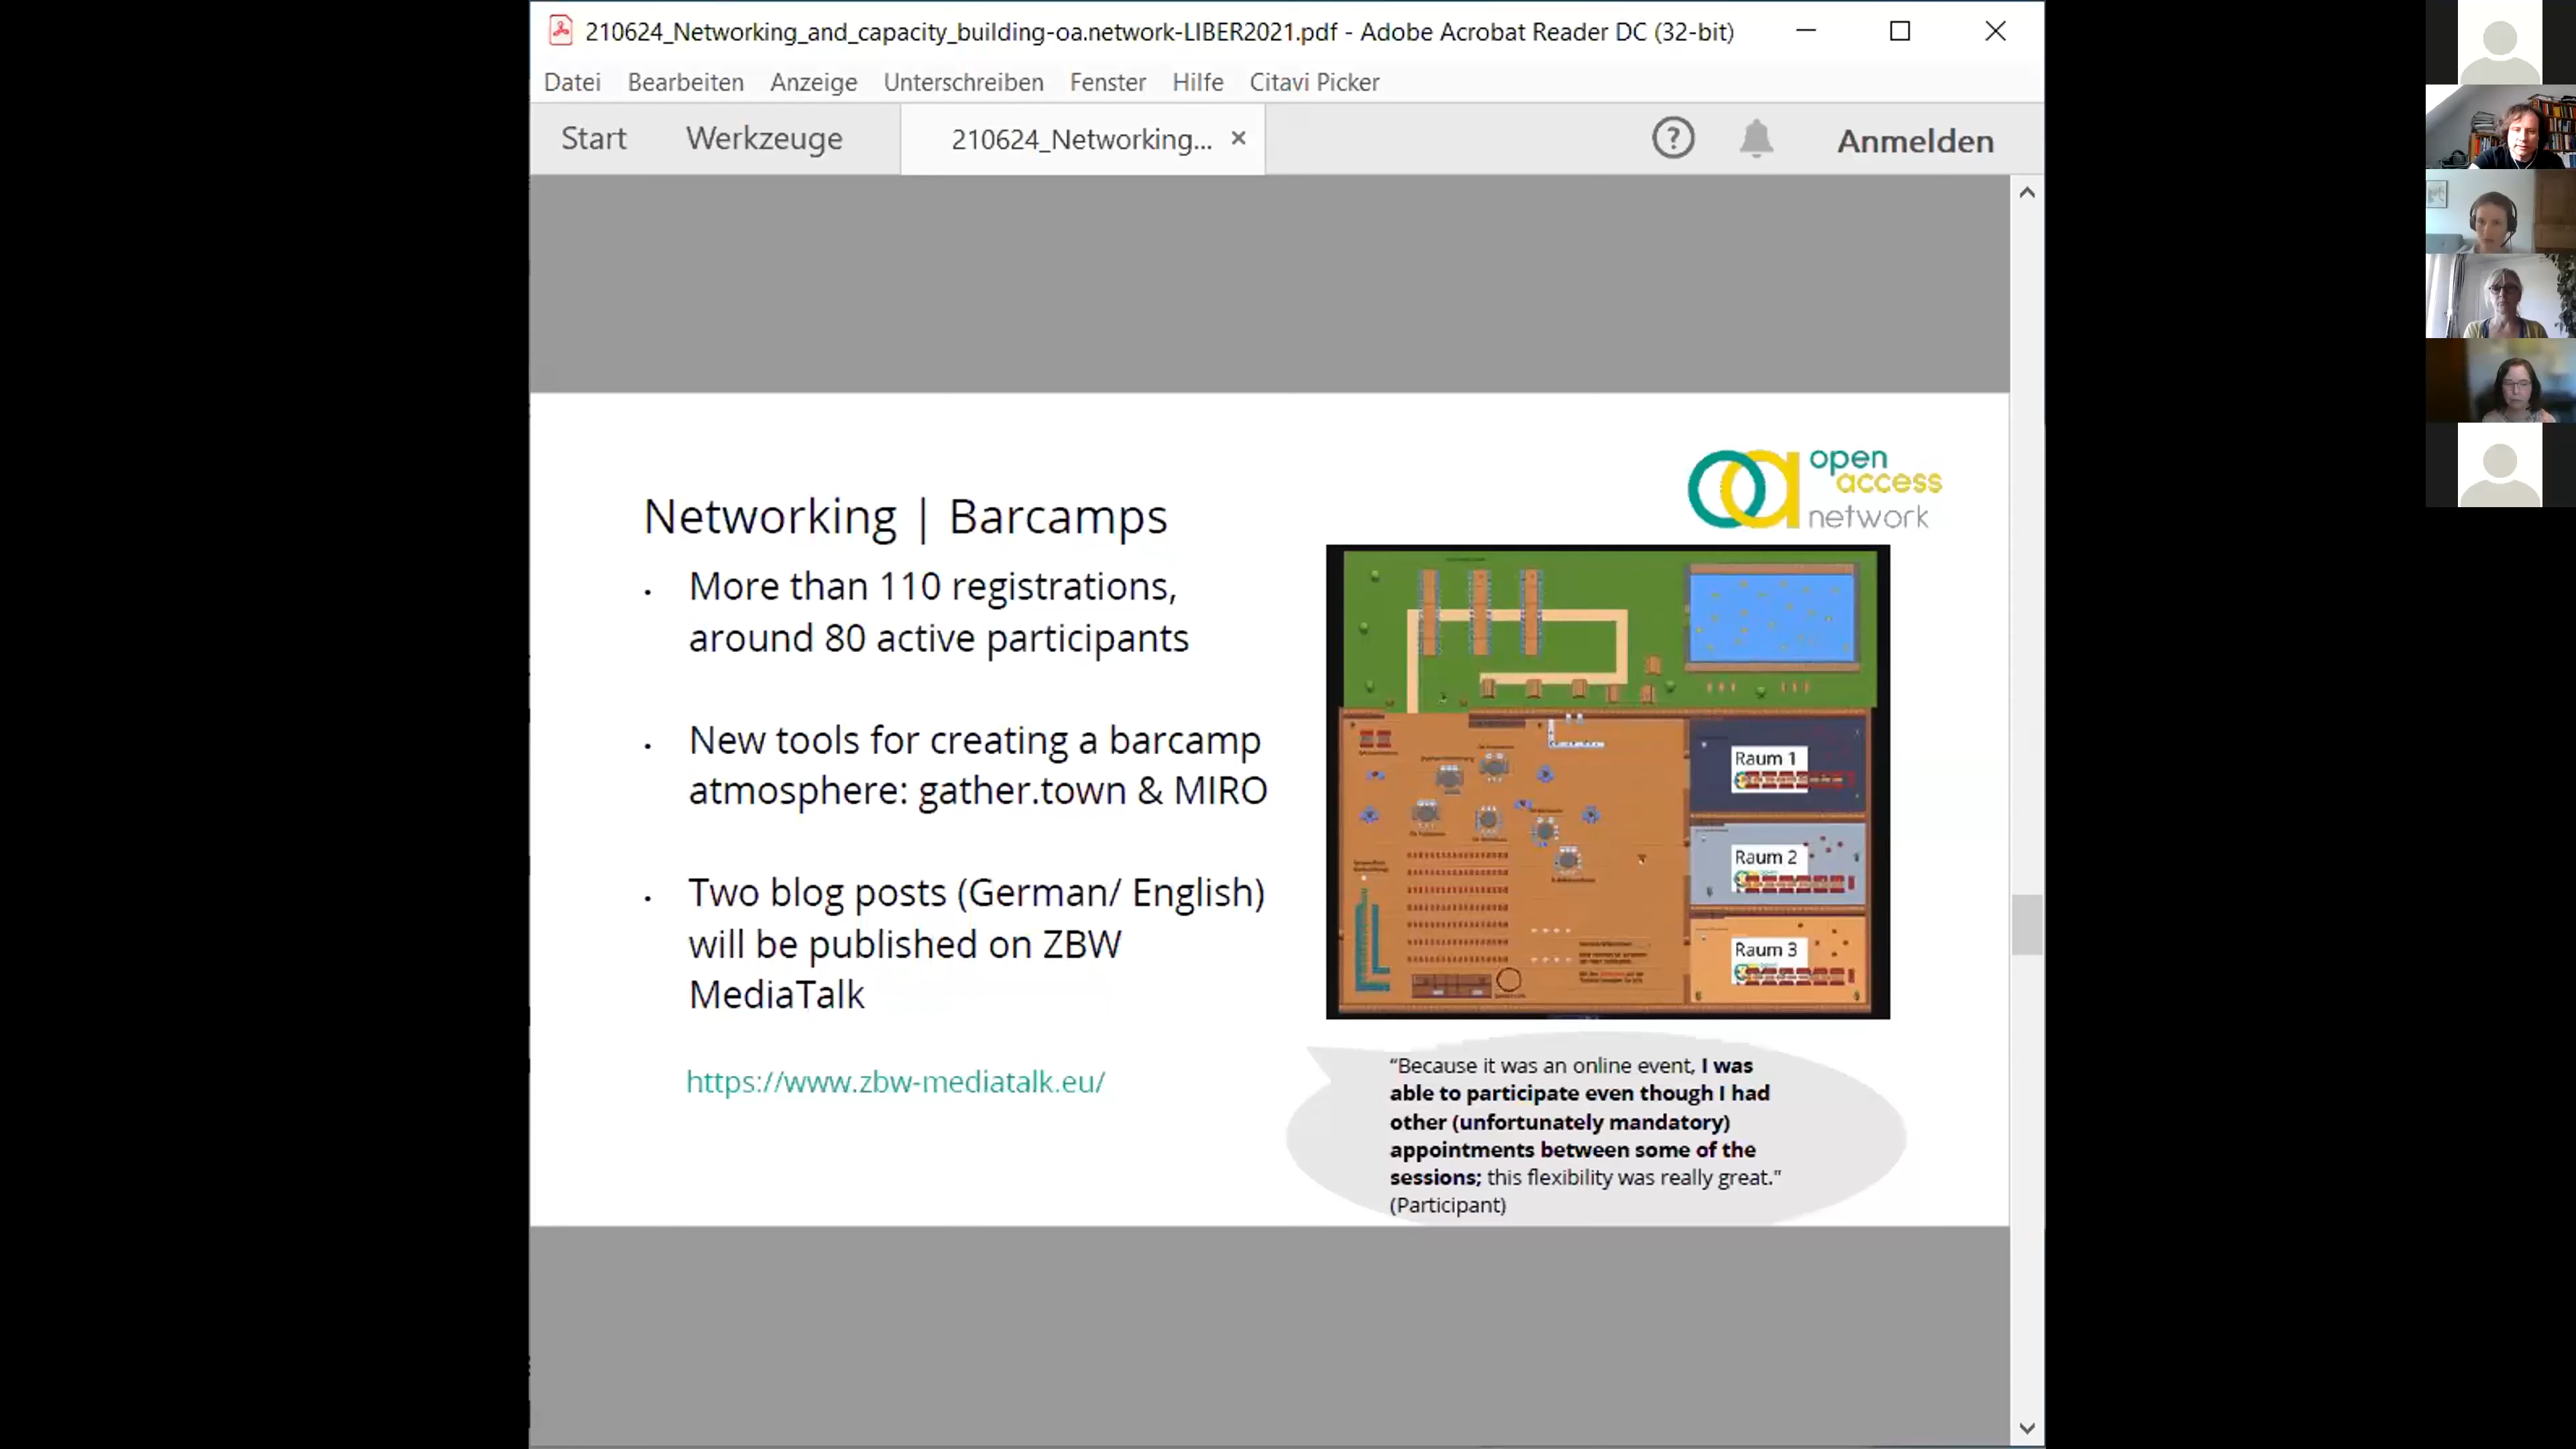 210624_Networking_and_capacity_building-oa.network-LIBER2021.pdf - Adobe Acrobat Reader DC (32-bit)
Datei Bearbeiten Anzeige Unterschreiben Fenster Hilfe Citavi Picker
Start Werkzeuge 210624_Networking... Anmelden
open
access
network
Networking | Barcamps
• More than 110 registrations,
around 80 active participants
• New tools for creating a barcamp
atmosphere: gather.town & MIRO
• Two blog posts (German/ English)
will be published on ZBW
MediaTalk
https://www.zbw-mediatalk.eu/
Raum 1
Raum 2
Raum 3
“Because it was an online event, I was
able to participate even though I had
other (unfortunately mandatory)
appointments between some of the
sessions; this flexibility was really great.”
(Participant)